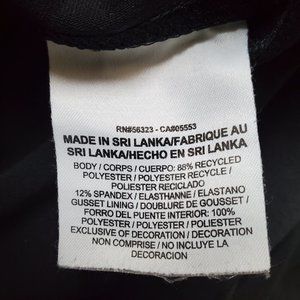 RN#56323 - CA#05553
MADE IN SRI LANKA/FABRIQUE AU
SRI LANKA/HECHO EN SRI LANKA
BODY / CORPS / CUERPO: 88% RECYCLED
POLYESTER / POLYESTER RECYCLE /
POLIESTER RECICLADO
12% SPANDEX / ELASTHANNE / ELASTANO
GUSSET LINING / DOUBLURE DE GOUSSET /
FORRO DEL PUENTE INTERIOR: 100%
POLYESTER / POLYESTER / POLIESTER
EXCLUSIVE OF DECORATION / DECORATION
NON COMPRISE / NO INCLUYE LA
DECORACION